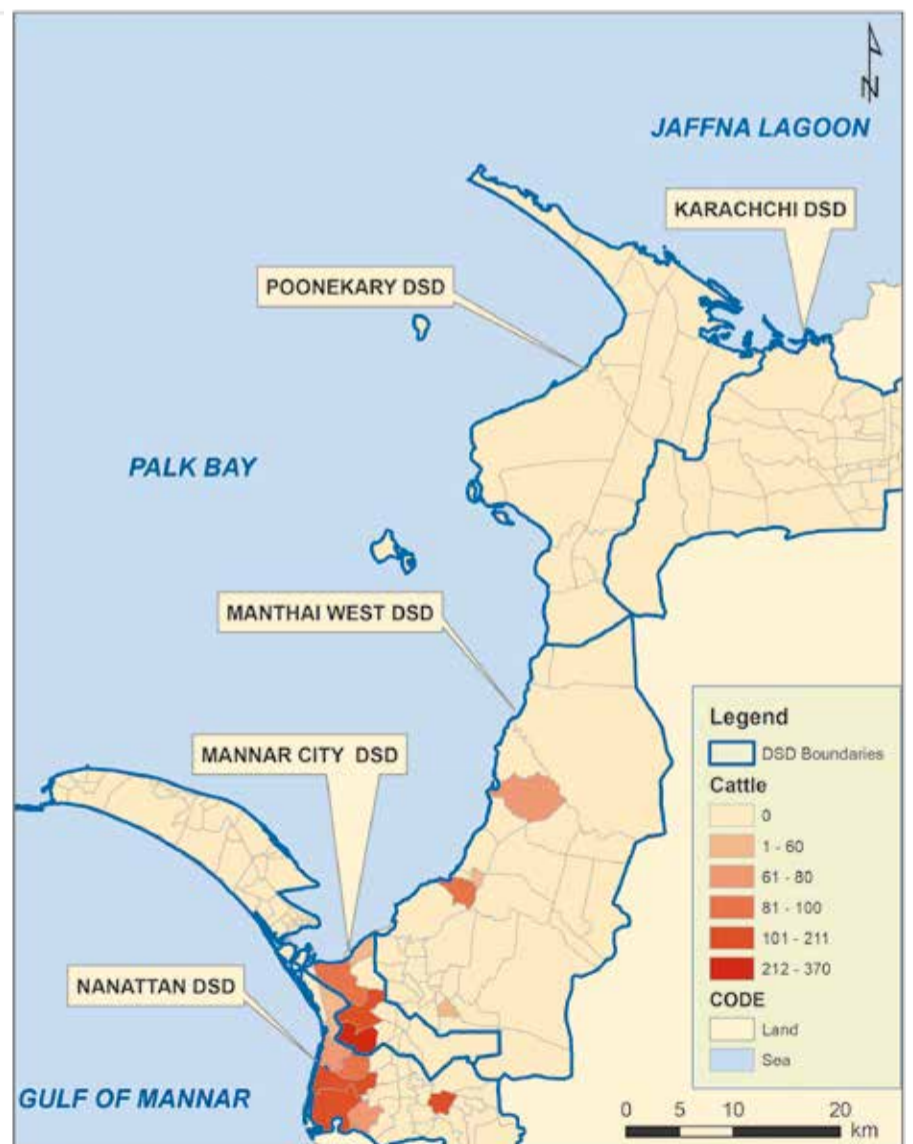 N
JAFFNA LAGOON
KARACHCHI DSD
POONEKARY DSD
PALK BAY
MANTHAI WEST DSD
MANNAR CITY DSD
NANATTAN DSD
GULF OF MANNAR
Legend
DSD Boundaries
Cattle
0
1 - 60
61 - 80
81 - 100
101 - 211
212 - 370
CODE
Land
Sea
0 5 10 20
km